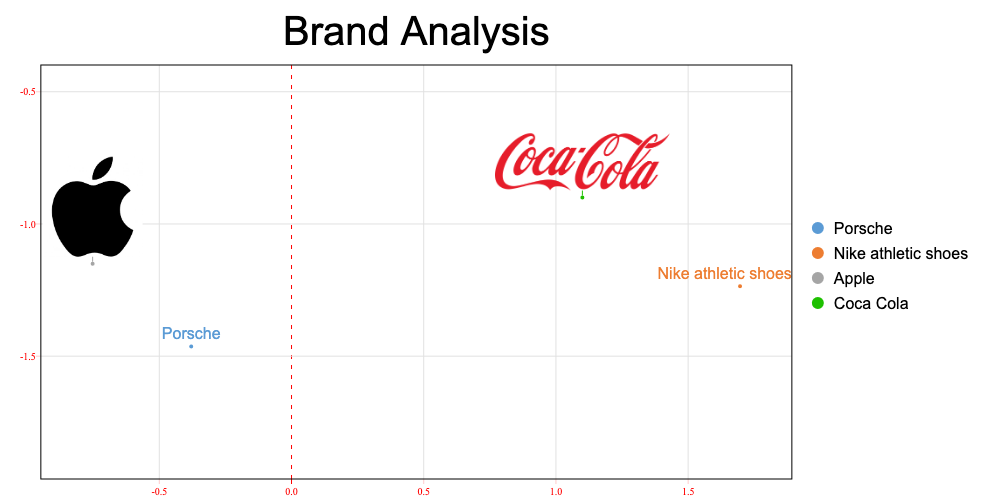 Brand Analysis
-0.5
-1.0
-1.5
Coca-Cola
Nike athletic shoes
Porsche
-0.5
0.0
0.5
1.0
1.5
Porsche
Nike athletic shoes
Apple
Coca Cola